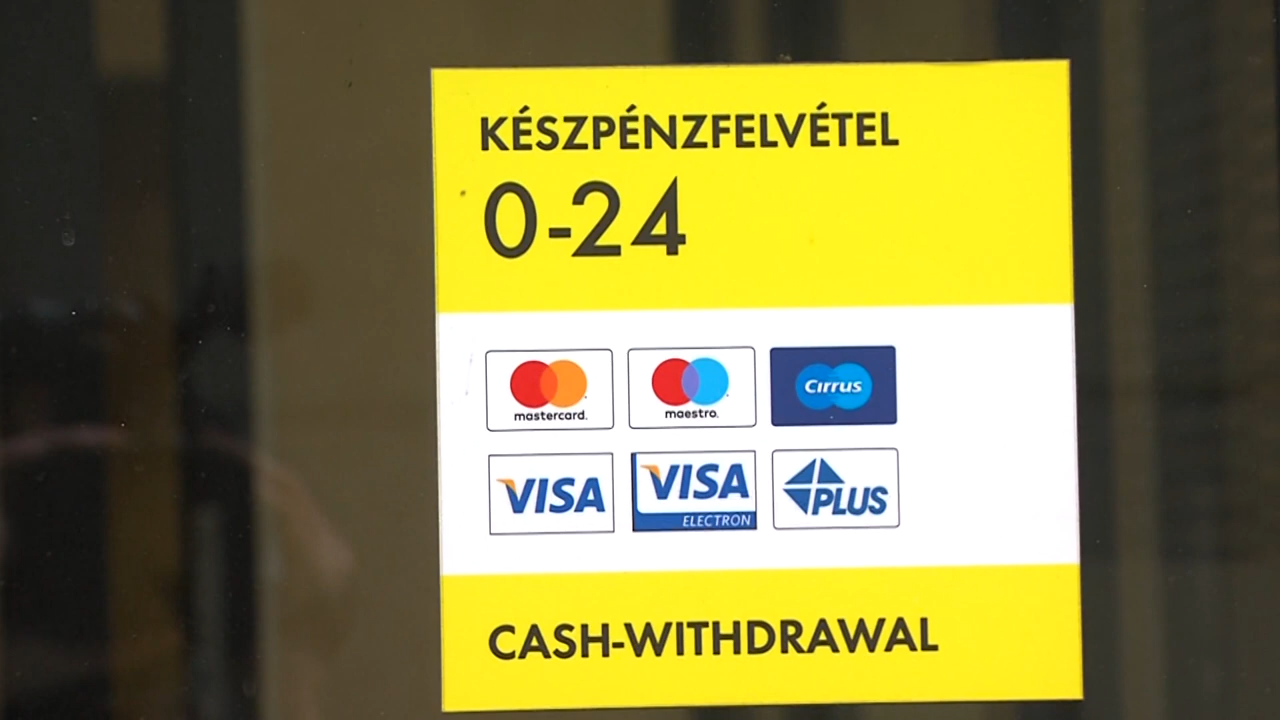 KÉSZPÉNZFELVÉTEL
0-24
mastercard. maestro. Cirrus
VISA VISA ELECTRON PLUS
CASH-WITHDRAWAL